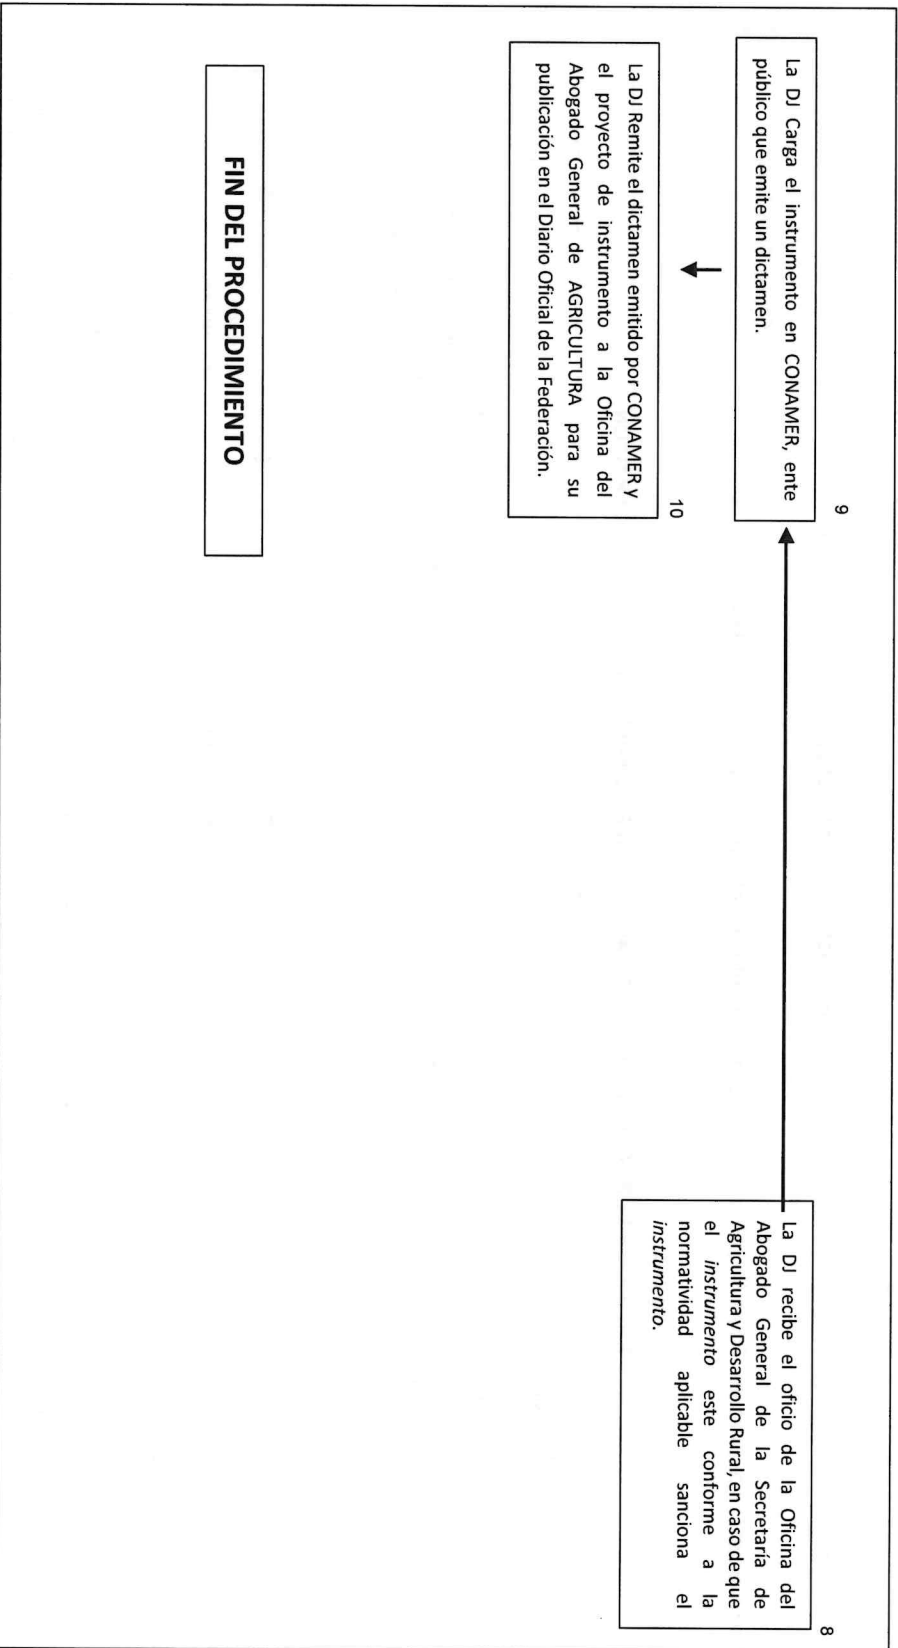 9
La DJ Carga el instrumento en CONAMER, ente
público que emite un dictamen.
10
La DJ Remite el dictamen emitido por CONAMER y
el proyecto de instrumento a la Oficina del
Abogado General de AGRICULTURA para su
publicación en el Diario Oficial de la Federación.
FIN DEL PROCEDIMIENTO
8
La DJ recibe el oficio de la Oficina del
Abogado General de la Secretaría de
Agricultura y Desarrollo Rural, en caso de que
el instrumento este conforme a la
normatividad aplicable sanciona el
instrumento.